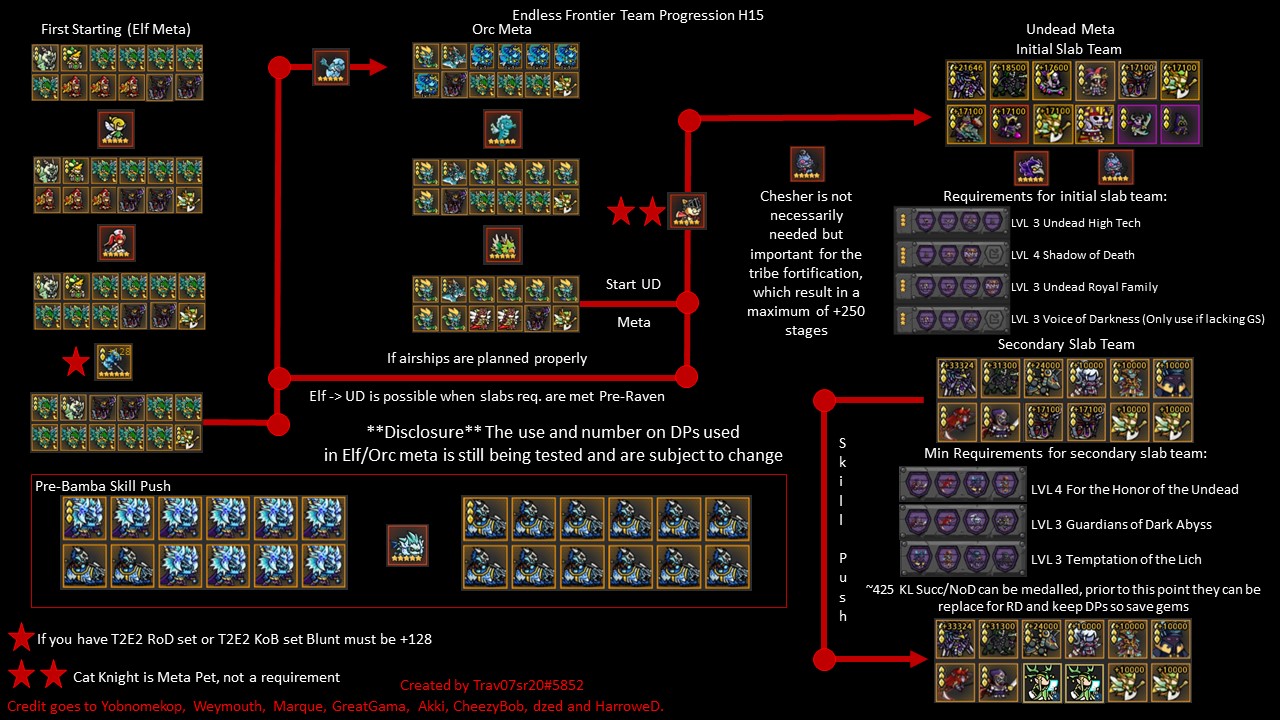 Endless Frontier Team Progression H15
First Starting (Elf Meta)
Orc Meta
Undead Meta
Initial Slab Team
+21646
+18500
+17600
+17100
+17100
+17100
+17100
+17100
Start UD
Meta
If airships are planned properly
Elf -> UD is possible when slabs req. are met Pre-Raven
**Disclosure** The use and number on DPs used
in Elf/Orc meta is still being tested and are subject to change
Chesher is not
necessarily
needed but
important for the
tribe fortification,
which result in a
maximum of +250
stages
Requirements for initial slab team:
LVL 3 Undead High Tech
LVL 4 Shadow of Death
LVL 3 Undead Royal Family
LVL 3 Voice of Darkness (Only use if lacking GS)
Secondary Slab Team
+33324
+31300
+24000
+10000
+10000
+10000
+17100
+17100
+10000
+10000
Min Requirements for secondary slab team:
LVL 4 For the Honor of the Undead
LVL 3 Guardians of Dark Abyss
LVL 3 Temptation of the Lich
Skill Push
~425 KL Succ/NoD can be medalled, prior to this point they can be
replace for RD and keep DPs so save gems
+33324
+31300
+24000
+10000
+10000
+10000
+10000
+10000
Pre-Bamba Skill Push
If you have T2E2 RoD set or T2E2 KoB set Blunt must be +128
Cat Knight is Meta Pet, not a requirement
Created by Trav07sr20#5852
Credit goes to Yobnomekop, Weymouth, Marque, GreatGama, Akki, CheezyBob, dzed and HarroweD.